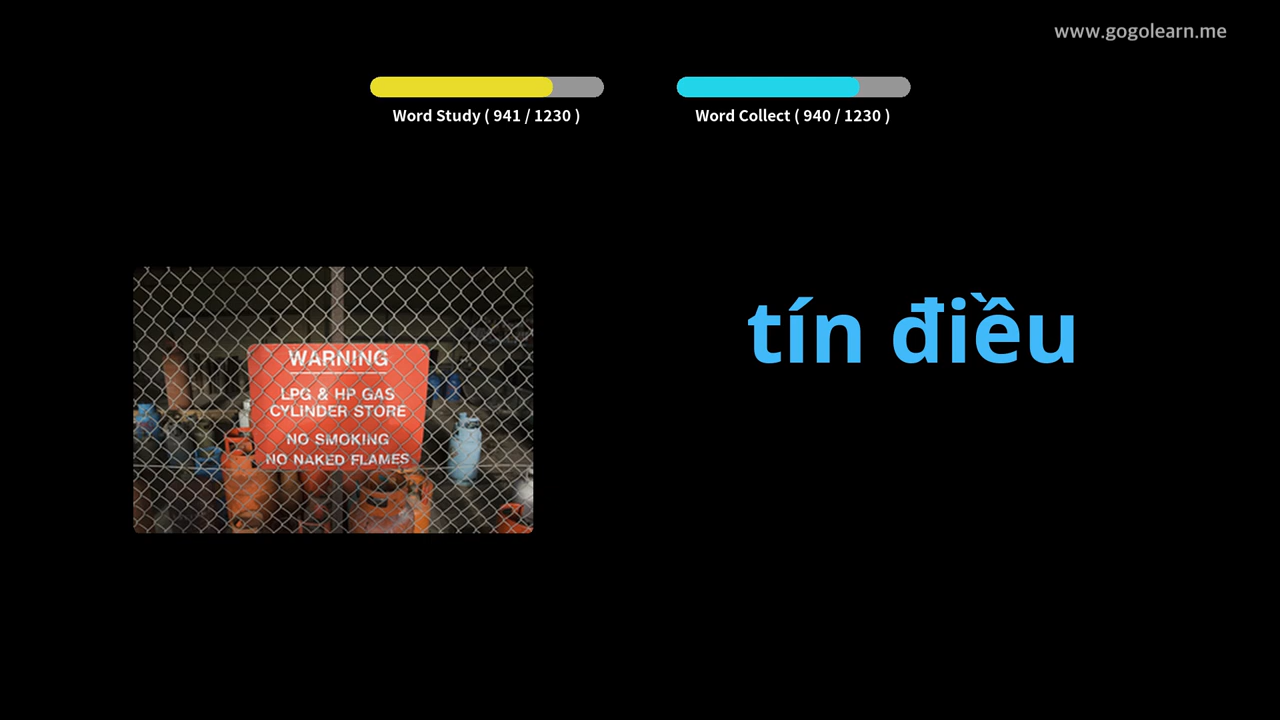 www.gogolearn.me
Word Study ( 941 / 1230 )
Word Collect ( 940 / 1230 )
WARNING
LPG & HP GAS
CYLINDER STORE
NO SMOKING
NO NAKED FLAMES
tín điều